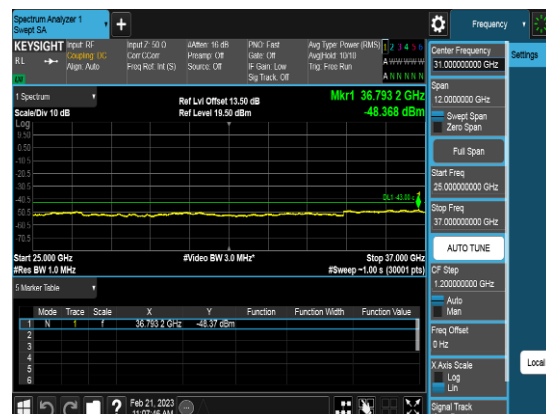 Spectrum Analyzer 1
Swept SA
+
Frequency
KEYSIGHT
Input: RF
Input Z: 50 Ω
#Atten: 16 dB
PNO: Fast
Avg Type: Power (RMS)
1 2 3 4 5 6
RL
Coupling: DC
Corr CCorr
Preamp: Off
Gate: Off
Avg|Hold: 10/10
A WWWWW
Align: Auto
Freq Ref: Int (S)
Source: Off
IF Gain: Low
Trig: Free Run
Sig Track: Off
A N N N N N
1 Spectrum
Ref Lvl Offset 13.50 dB
Mkr1 36.793 2 GHz
Scale/Div 10 dB
Ref Level 19.50 dBm
-48.368 dBm
Log
9.50
-0.50
-10.5
-20.5
-30.5
-40.5
-50.5
-60.5
-70.5
1
Start 25.000 GHz
#Video BW 3.0 MHz*
Stop 37.000 GHz
#Res BW 1.0 MHz
#Sweep ~1.00 s (30001 pts)
5 Marker Table
Mode Trace Scale X Y Function Function Width Function Value
1 N 1 f 36.793 2 GHz -48.37 dBm
2
3
4
5
6
Feb 21, 2023
Center Frequency
31.000000000 GHz
Settings
Span
12.0000000 GHz
Swept Span
Zero Span
Full Span
Start Freq
25.000000000 GHz
Stop Freq
37.000000000 GHz
AUTO TUNE
CF Step
1.200000000 GHz
Auto
Man
Freq Offset
0 Hz
X Axis Scale
Log
Lin
Local
Signal Track